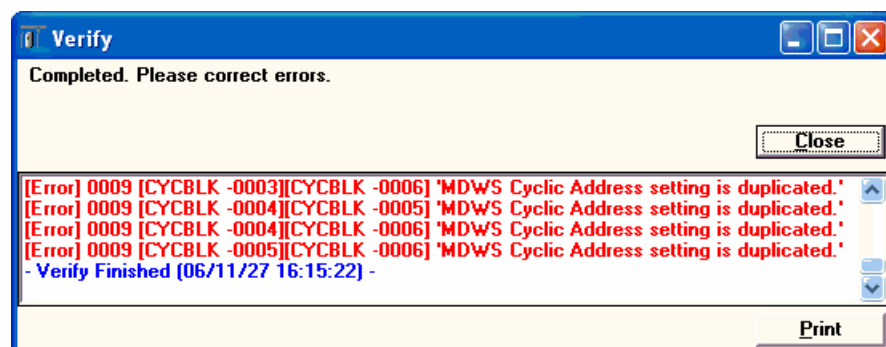 Verify
Completed. Please correct errors.
Close
[Error] 0009 [CYCBLK -0003][CYCBLK -0006] 'MDWS Cyclic Address setting is duplicated.'
[Error] 0009 [CYCBLK -0004][CYCBLK -0005] 'MDWS Cyclic Address setting is duplicated.'
[Error] 0009 [CYCBLK -0004][CYCBLK -0006] 'MDWS Cyclic Address setting is duplicated.'
[Error] 0009 [CYCBLK -0005][CYCBLK -0006] 'MDWS Cyclic Address setting is duplicated.'
- Verify Finished (06/11/27 16:15:22) -
Print